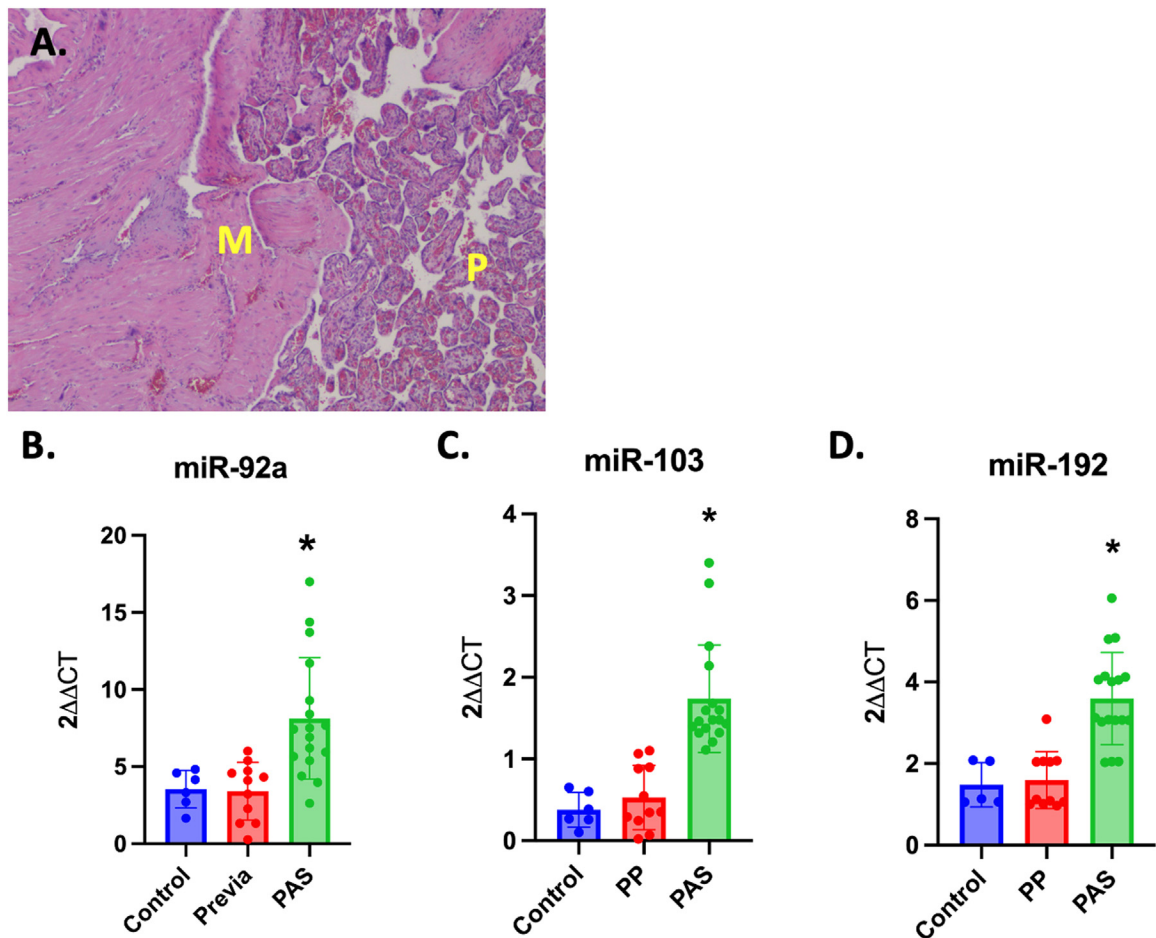 A.
M
P
B.
miR-92a
20
15
10
5
0
2ΔΔCT
*
Control
Previa
PAS
C.
miR-103
4
3
2
1
0
2ΔΔCT
*
Control
PP
PAS
D.
miR-192
8
6
4
2
0
2ΔΔCT
*
Control
PP
PAS